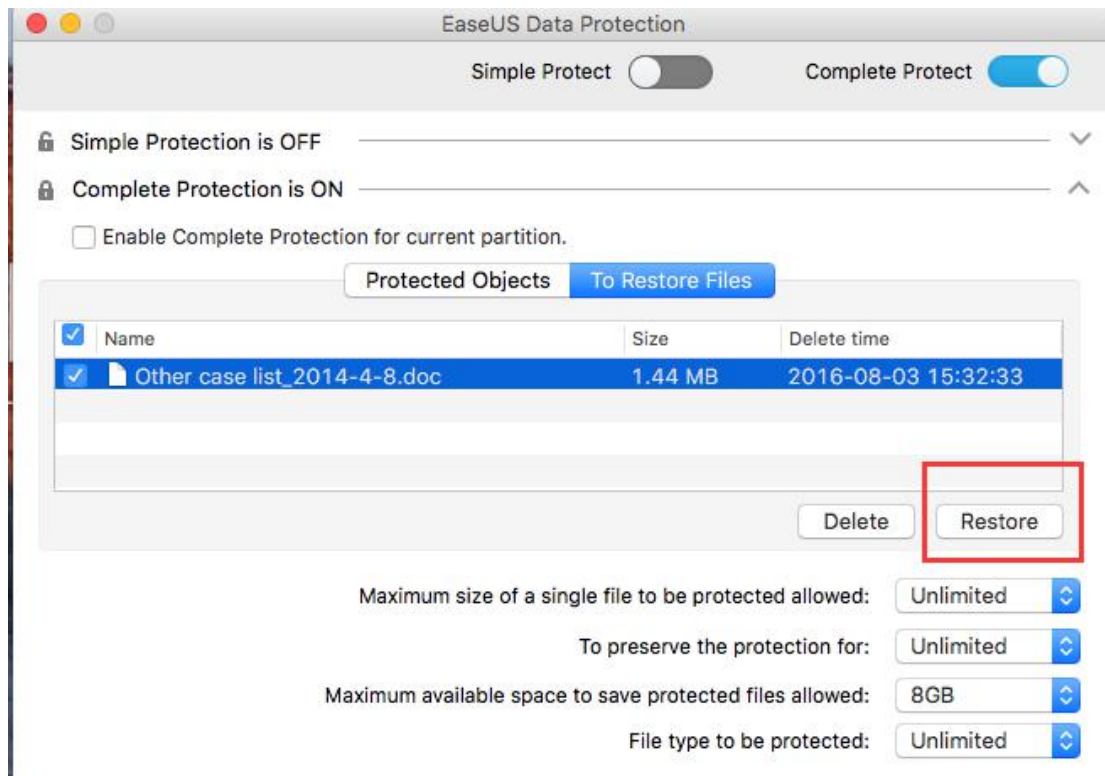 EaseUS Data Protection
Simple Protect Complete Protect
Simple Protection is OFF
Complete Protection is ON
Enable Complete Protection for current partition.
Protected Objects To Restore Files
Name Size Delete time
Other case list_2014-4-8.doc 1.44 MB 2016-08-03 15:32:33
Delete Restore
Maximum size of a single file to be protected allowed: Unlimited
To preserve the protection for: Unlimited
Maximum available space to save protected files allowed: 8GB
File type to be protected: Unlimited